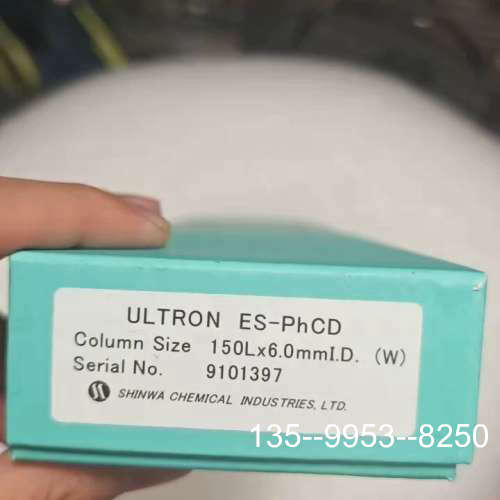 ULTRON ES-PhCD
Column Size 150Lx6.0mmI.D. (W)
Serial No. 9101397
SHINWA CHEMICAL INDUSTRIES, LTD.
135--9953--8250